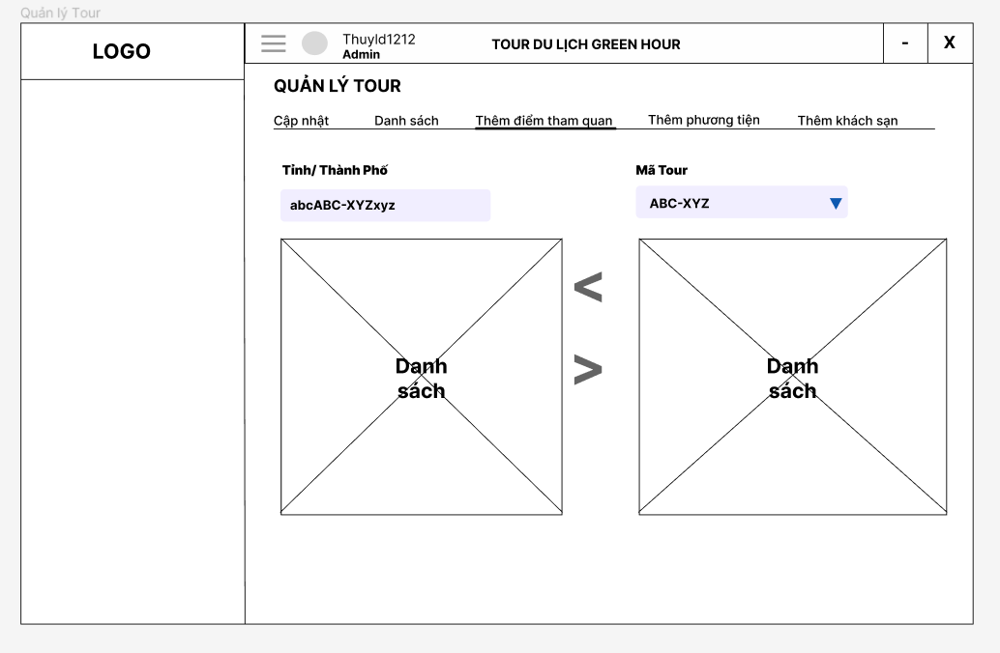 Quản lý Tour
LOGO
ThuyId1212
Admin
TOUR DU LỊCH GREEN HOUR
-
X
QUẢN LÝ TOUR
Cập nhật
Danh sách
Thêm điểm tham quan
Thêm phương tiện
Thêm khách sạn
Tỉnh/ Thành Phố
Mã Tour
abcABC-XYZxyz
ABC-XYZ
<
>
Danh
sách
Danh
sách